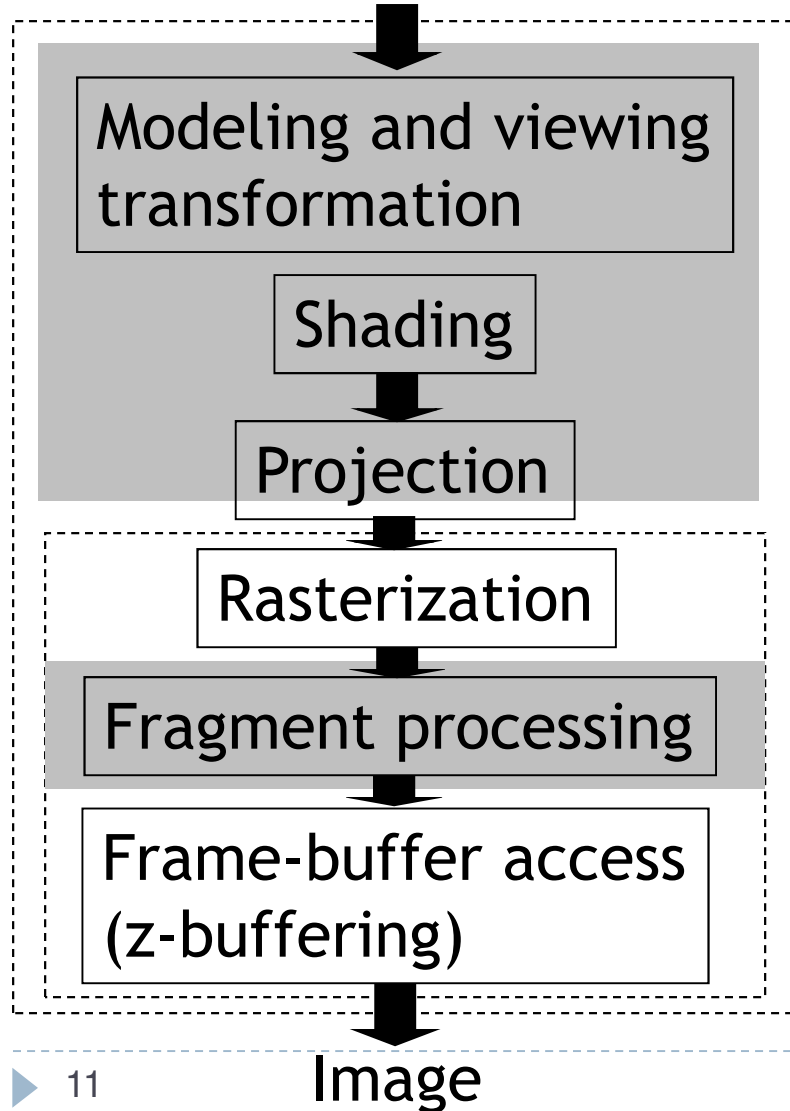 Modeling and viewing
transformation
Shading
Projection
Rasterization
Fragment processing
Frame-buffer access
(z-buffering)
Image
11